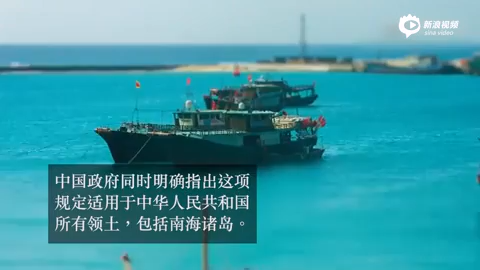 新浪视频
sina video
中国政府同时明确指出这项
规定适用于中华人民共和国
所有领土，包括南海诸岛。